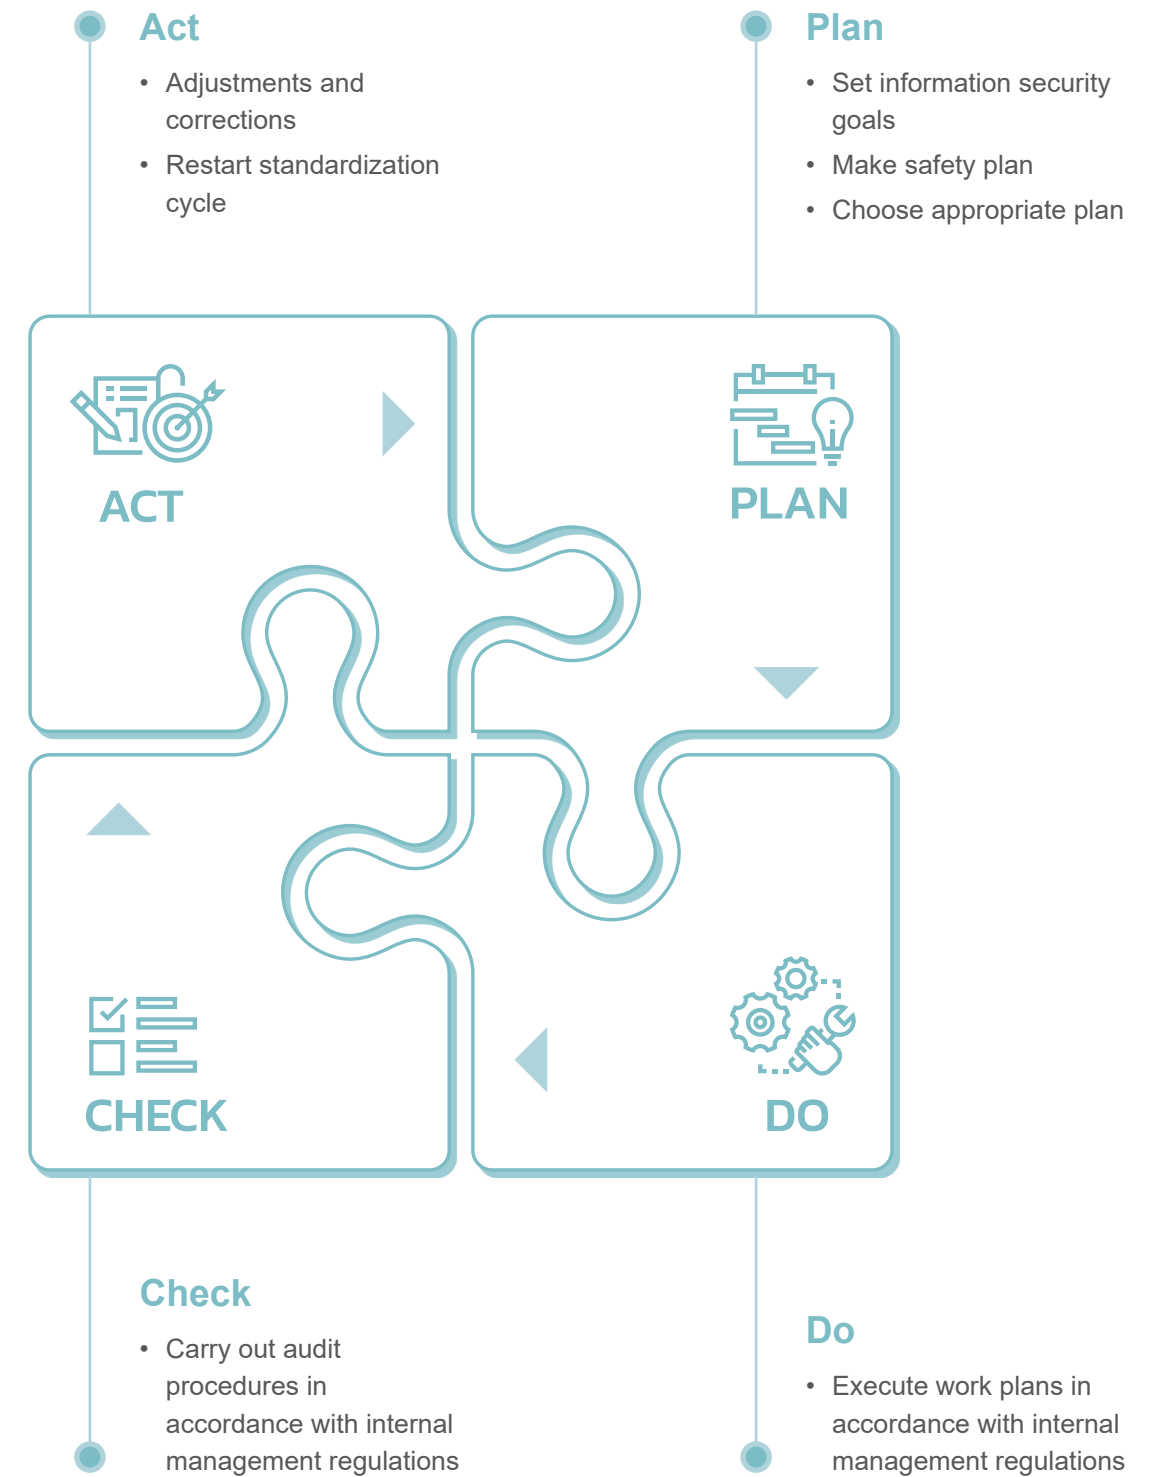 Act
• Adjustments and
corrections
• Restart standardization
cycle
Plan
• Set information security
goals
• Make safety plan
• Choose appropriate plan
ACT
PLAN
CHECK
DO
Check
• Carry out audit
procedures in
accordance with internal
management regulations
Do
• Execute work plans in
accordance with internal
management regulations